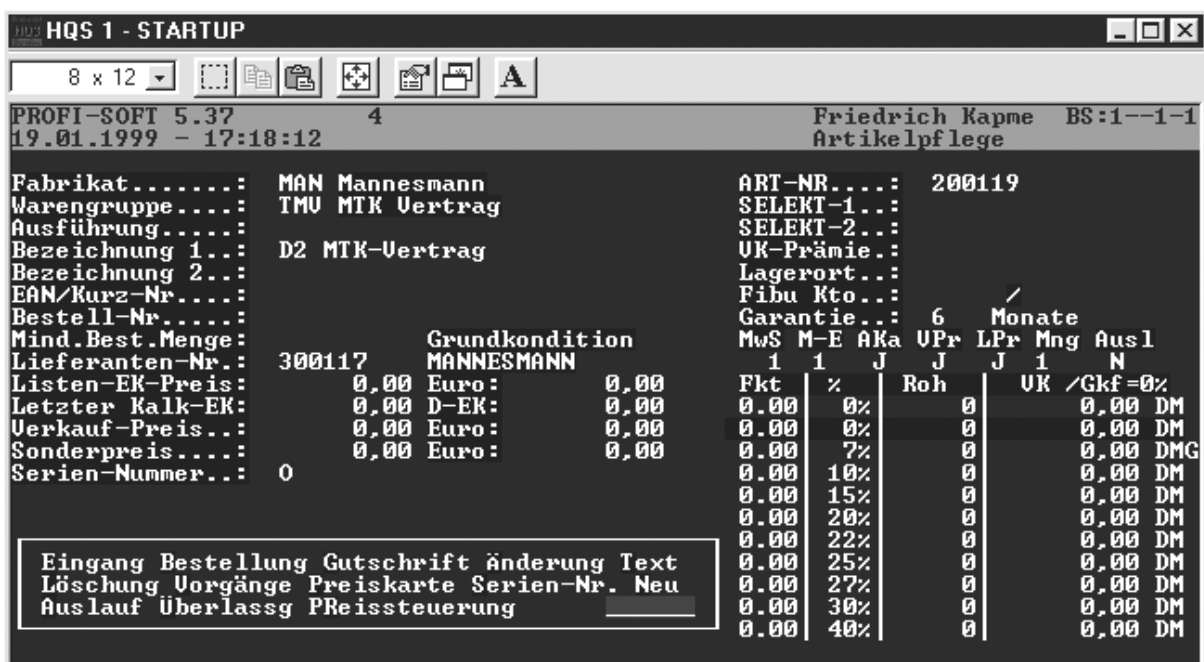 HQS 1 - STARTUP
8 x 12
A
PROFI-SOFT 5.37 4 Friedrich Kapme BS:1--1-1
19.01.1999 - 17:18:12 Artikelpflege
Fabrikat.......: MAN Mannesmann ART-NR....: 200119
Warengruppe....: TMV MTK Vertrag SELEKT-1..:
Ausführung.....: SELEKT-2..:
Bezeichnung 1..: D2 MTK-Vertrag VK-Prämie.:
Bezeichnung 2..: Lagerort..:
EAN/Kurz-Nr....: Fibu Kto..: /
Bestell-Nr.....: Garantie..: 6 Monate
Mind.Best.Menge: Grundkondition MwS M-E AKa VPr LPr Mng Ausl
Lieferanten-Nr.: 300117 MANNESMANN 1 1 J J J 1 N
Listen-EK-Preis: 0,00 Euro: 0,00 Fkt % Roh VK /Gkf=0%
Letzter Kalk-EK: 0,00 D-EK: 0,00 0.00 0% 0 0,00 DM
Verkauf-Preis..: 0,00 Euro: 0,00 0.00 0% 0 0,00 DM
Sonderpreis....: 0,00 Euro: 0,00 0.00 7% 0 0,00 DMG
Serien-Nummer..: O 0.00 10% 0 0,00 DM
0.00 15% 0 0,00 DM
0.00 20% 0 0,00 DM
0.00 22% 0 0,00 DM
Eingang Bestellung Gutschrift Änderung Text 0.00 25% 0 0,00 DM
Löschung Vorgänge Preiskarte Serien-Nr. Neu 0.00 27% 0 0,00 DM
Auslauf Überlassg PReissteuerung 0.00 30% 0 0,00 DM
0.00 40% 0 0,00 DM